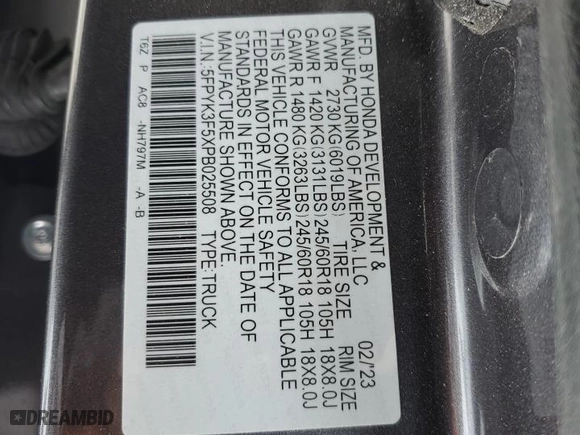 MFD. BY HONDA DEVELOPMENT &
MANUFACTURING OF AMERICA, LLC 02/'23
GVWR 2730 KG(6019LBS) TIRE SIZE RIM SIZE
GAWR F 1420 KG(3131LBS) 245/60R18 105H 18X8.0J
GAWR R 1480 KG(3263LBS) 245/60R18 105H 18X8.0J
THIS VEHICLE CONFORMS TO ALL APPLICABLE
FEDERAL MOTOR VEHICLE SAFETY
STANDARDS IN EFFECT ON THE DATE OF
MANUFACTURE SHOWN ABOVE.
V.I.N.:5FPYK3F5XPB025508 TYPE:TRUCK
T6Z P AC8 -NH797M -A -B
DREAMBID